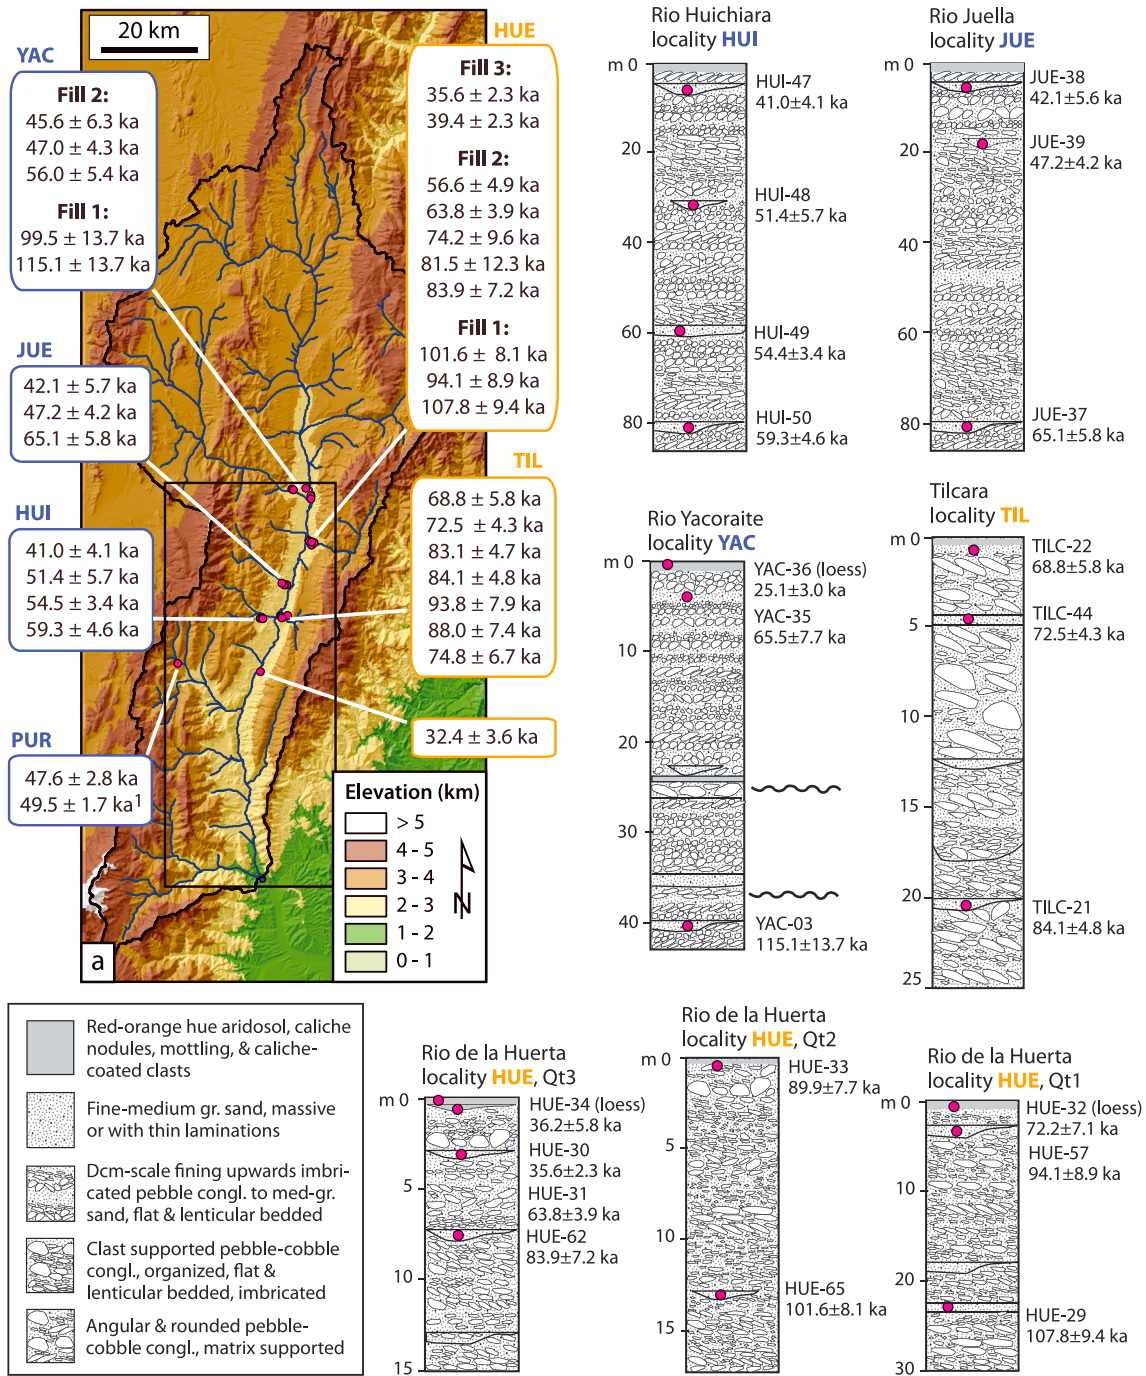 20 km
YAC
Fill 2:
45.6 ± 6.3 ka
47.0 ± 4.3 ka
56.0 ± 5.4 ka
Fill 1:
99.5 ± 13.7 ka
115.1 ± 13.7 ka
HUE
Fill 3:
35.6 ± 2.3 ka
39.4 ± 2.3 ka
Fill 2:
56.6 ± 4.9 ka
63.8 ± 3.9 ka
74.2 ± 9.6 ka
81.5 ± 12.3 ka
83.9 ± 7.2 ka
Fill 1:
101.6 ± 8.1 ka
94.1 ± 8.9 ka
107.8 ± 9.4 ka
JUE
42.1 ± 5.7 ka
47.2 ± 4.2 ka
65.1 ± 5.8 ka
HUI
41.0 ± 4.1 ka
51.4 ± 5.7 ka
54.5 ± 3.4 ka
59.3 ± 4.6 ka
TIL
68.8 ± 5.8 ka
72.5 ± 4.3 ka
83.1 ± 4.7 ka
84.1 ± 4.8 ka
93.8 ± 7.9 ka
88.0 ± 7.4 ka
74.8 ± 6.7 ka
32.4 ± 3.6 ka
PUR
47.6 ± 2.8 ka
49.5 ± 1.7 ka1
Elevation (km)
> 5
4 - 5
3 - 4
2 - 3
1 - 2
0 - 1
N
a
Rio Huichiara
locality HUI
m 0
20
40
60
80
HUI-47
41.0±4.1 ka
HUI-48
51.4±5.7 ka
HUI-49
54.4±3.4 ka
HUI-50
59.3±4.6 ka
Rio Juella
locality JUE
m 0
20
40
60
80
JUE-38
42.1±5.6 ka
JUE-39
47.2±4.2 ka
JUE-37
65.1±5.8 ka
Rio Yacoraite
locality YAC
m 0
10
20
30
40
YAC-36 (loess)
25.1±3.0 ka
YAC-35
65.5±7.7 ka
YAC-03
115.1±13.7 ka
Tilcara
locality TIL
m 0
5
10
15
20
25
TILC-22
68.8±5.8 ka
TILC-44
72.5±4.3 ka
TILC-21
84.1±4.8 ka
Red-orange hue aridosol, caliche
nodules, mottling, & caliche-
coated clasts
Fine-medium gr. sand, massive
or with thin laminations
Dcm-scale fining upwards imbri-
cated pebble congl. to med-gr.
sand, flat & lenticular bedded
Clast supported pebble-cobble
congl., organized, flat &
lenticular bedded, imbricated
Angular & rounded pebble-
cobble congl., matrix supported
Rio de la Huerta
locality HUE, Qt3
m 0
5
10
15
HUE-34 (loess)
36.2±5.8 ka
HUE-30
35.6±2.3 ka
HUE-31
63.8±3.9 ka
HUE-62
83.9±7.2 ka
Rio de la Huerta
locality HUE, Qt2
m 0
5
10
15
HUE-33
89.9±7.7 ka
HUE-65
101.6±8.1 ka
Rio de la Huerta
locality HUE, Qt1
m 0
10
20
30
HUE-32 (loess)
72.2±7.1 ka
HUE-57
94.1±8.9 ka
HUE-29
107.8±9.4 ka